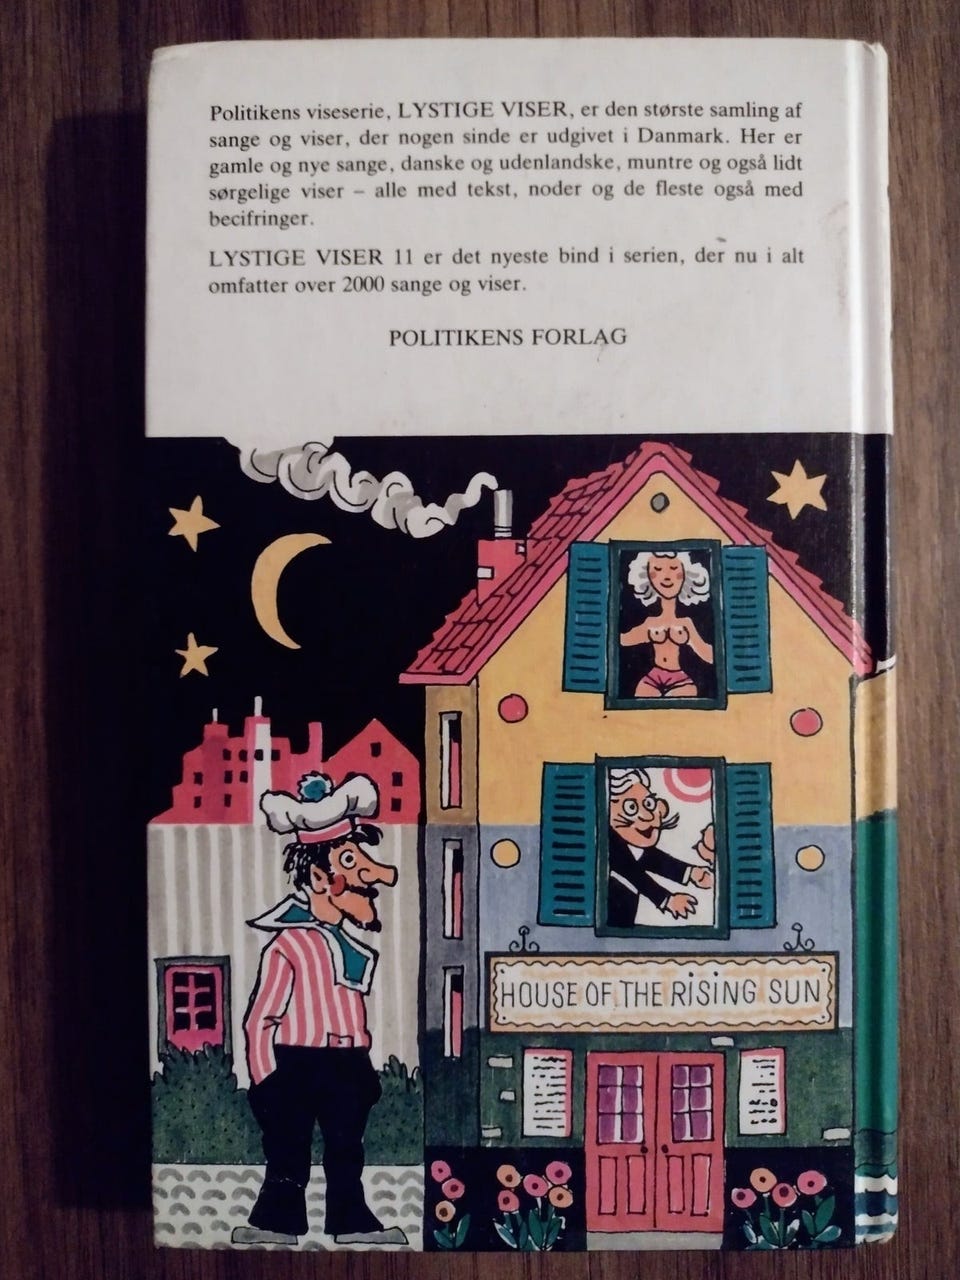 Politikens viseserie, LYSTIGE VISER, er den største samling af
sange og viser, der nogen sinde er udgivet i Danmark. Her er
gamle og nye sange, danske og udenlandske, muntre og også lidt
sørgelige viser – alle med tekst, noder og de fleste også med
becifringer.
LYSTIGE VISER 11 er det nyeste bind i serien, der nu i alt
omfatter over 2000 sange og viser.
POLITIKENS FORLAG
HOUSE OF THE RiSiNG SUN